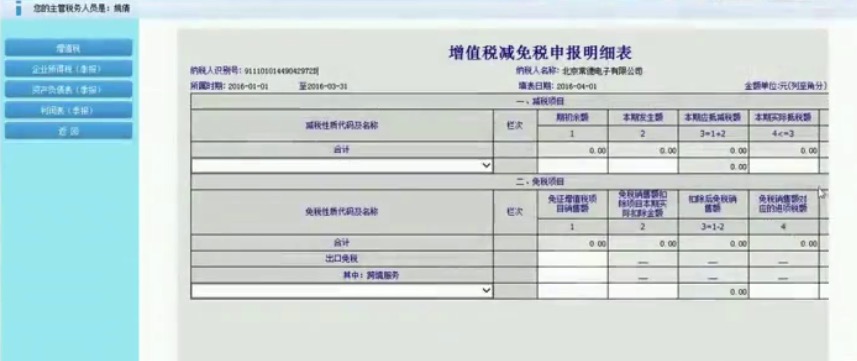 您的主管税务人员是：姚倩
增值税
企业所得税（季报）
资产负债表（季报）
利润表（季报）
返 回
增值税减免税申报明细表
纳税人识别号：
纳税人名称：北京常德电子有限公司
所属时期：2016-01-01 至2016-03-31
填表日期：2016-04-01
金额单位：元(列至角分)
一、减税项目
减税性质代码及名称 栏次 期初余额 本期发生额 本期应抵减税额 本期实际抵减税额
1 2 3=1+2 4<=3
合计 0.00 0.00 0.00 0.00
0.00
二、免税项目
免税性质代码及名称 栏次 免征增值税项目销售额 免税销售额扣除项目本期实际扣除金额 扣除后免税销售额 免税销售额对应的进项税额
1 2 3=1-2 4
合计 0.00 0.00 0.00 0.00
出口免税 — —
其中：跨境服务 — —
0.00